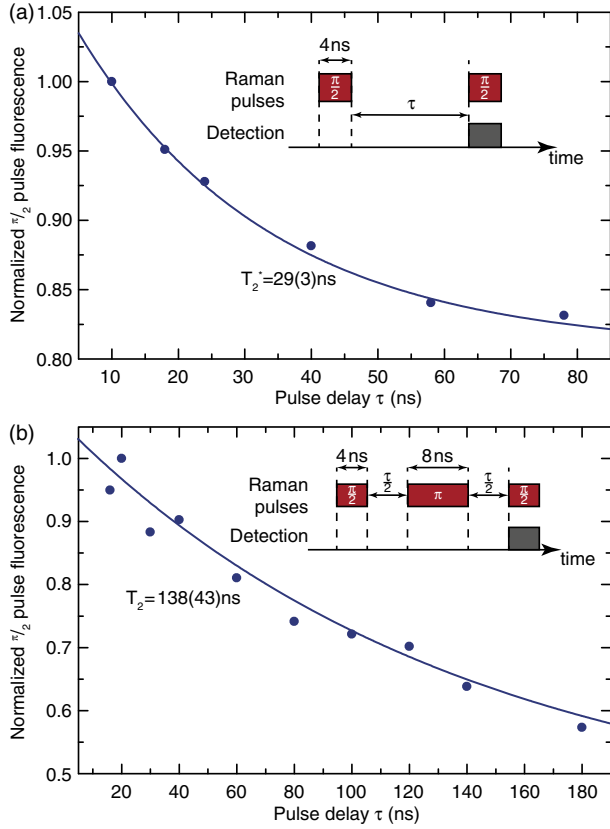 (a)
1.05
1.00
0.95
0.90
0.85
0.80
Normalized π/2 pulse fluorescence
4ns
Raman
pulses
π/2
π/2
τ
Detection
time
T₂*=29(3)ns
10 20 30 40 50 60 70 80
Pulse delay τ (ns)
(b)
1.0
0.9
0.8
0.7
0.6
0.5
Normalized π/2 pulse fluorescence
4ns
8ns
τ/2
τ/2
Raman
pulses
π/2
π
π/2
Detection
time
T₂=138(43)ns
20 40 60 80 100 120 140 160 180
Pulse delay τ (ns)